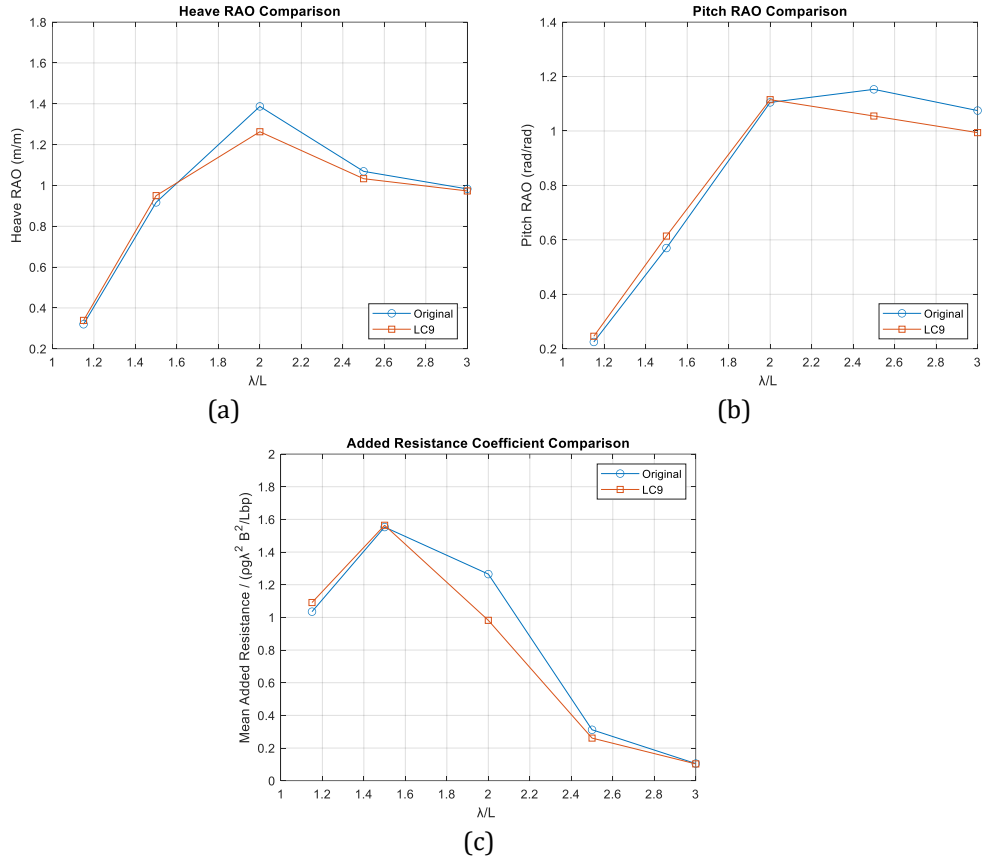 Heave RAO Comparison
Heave RAO (m/m)
1.8
1.6
1.4
1.2
1
0.8
0.6
0.4
0.2
1 1.2 1.4 1.6 1.8 2 2.2 2.4 2.6 2.8 3
λ/L
Original
LC9
(a)
Pitch RAO Comparison
Pitch RAO (rad/rad)
1.4
1.2
1
0.8
0.6
0.4
0.2
1 1.2 1.4 1.6 1.8 2 2.2 2.4 2.6 2.8 3
λ/L
Original
LC9
(b)
Added Resistance Coefficient Comparison
Mean Added Resistance / (ρgλ² B²/Lbp)
2
1.8
1.6
1.4
1.2
1
0.8
0.6
0.4
0.2
0
1 1.2 1.4 1.6 1.8 2 2.2 2.4 2.6 2.8 3
λ/L
Original
LC9
(c)